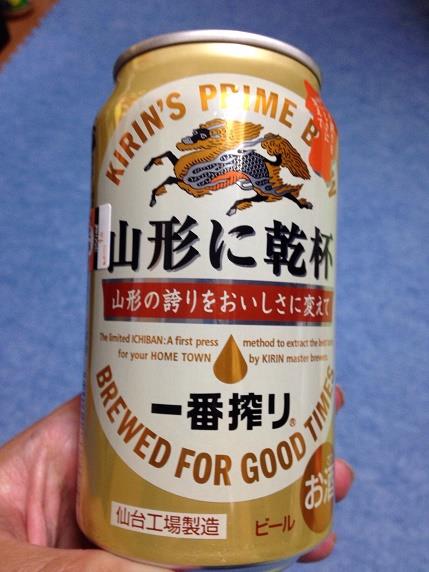 KIRIN'S PRIME B
山形に乾杯
山形の誇りをおいしさに変えて
The limited ICHIBAN: A first press method to extract the best taste
for your HOME TOWN by KIRIN master brewers.
一番搾り®
BREWED FOR GOOD TIMES
お酒
仙台工場製造
ビール